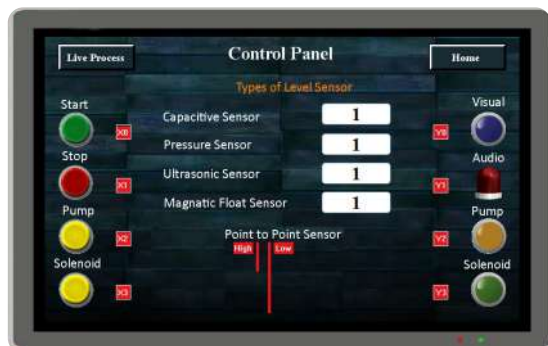 Live Process
Control Panel
Home
Types of Level Sensor
Start
Visual
Capacitive Sensor
1
X0
Y0
Pressure Sensor
1
Stop
Audio
Ultrasonic Sensor
1
X1
Y1
Magnatic Float Sensor
1
Pump
Pump
Point to Point Sensor
X2
High
Low
Y2
Solenoid
Solenoid
X3
Y3